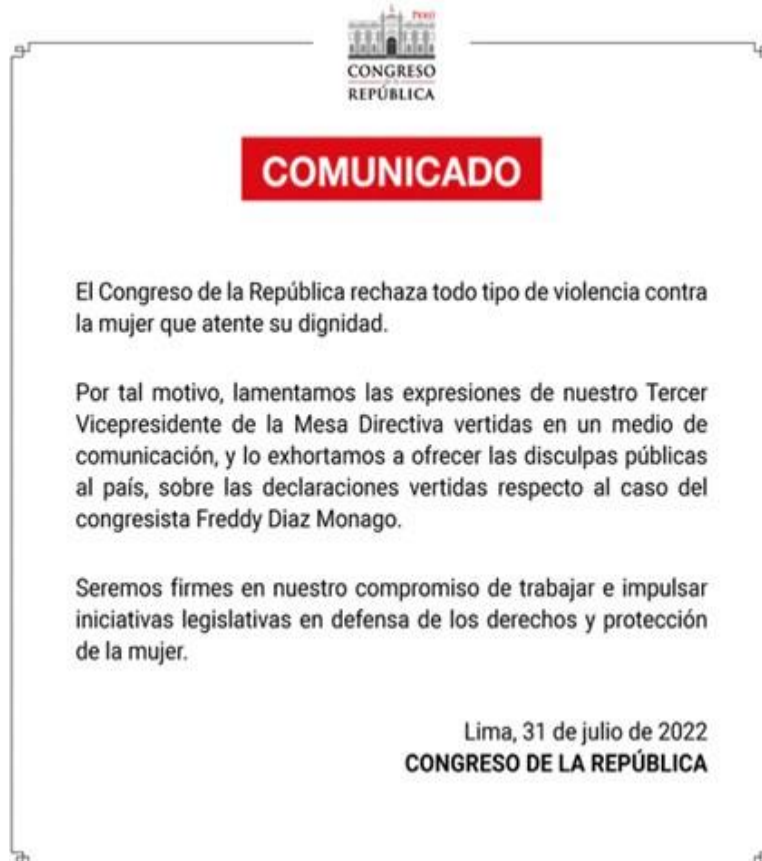 PERÚ
CONGRESO
de la
REPÚBLICA
COMUNICADO
El Congreso de la República rechaza todo tipo de violencia contra
la mujer que atente su dignidad.
Por tal motivo, lamentamos las expresiones de nuestro Tercer
Vicepresidente de la Mesa Directiva vertidas en un medio de
comunicación, y lo exhortamos a ofrecer las disculpas públicas
al país, sobre las declaraciones vertidas respecto al caso del
congresista Freddy Diaz Monago.
Seremos firmes en nuestro compromiso de trabajar e impulsar
iniciativas legislativas en defensa de los derechos y protección
de la mujer.
Lima, 31 de julio de 2022
CONGRESO DE LA REPÚBLICA